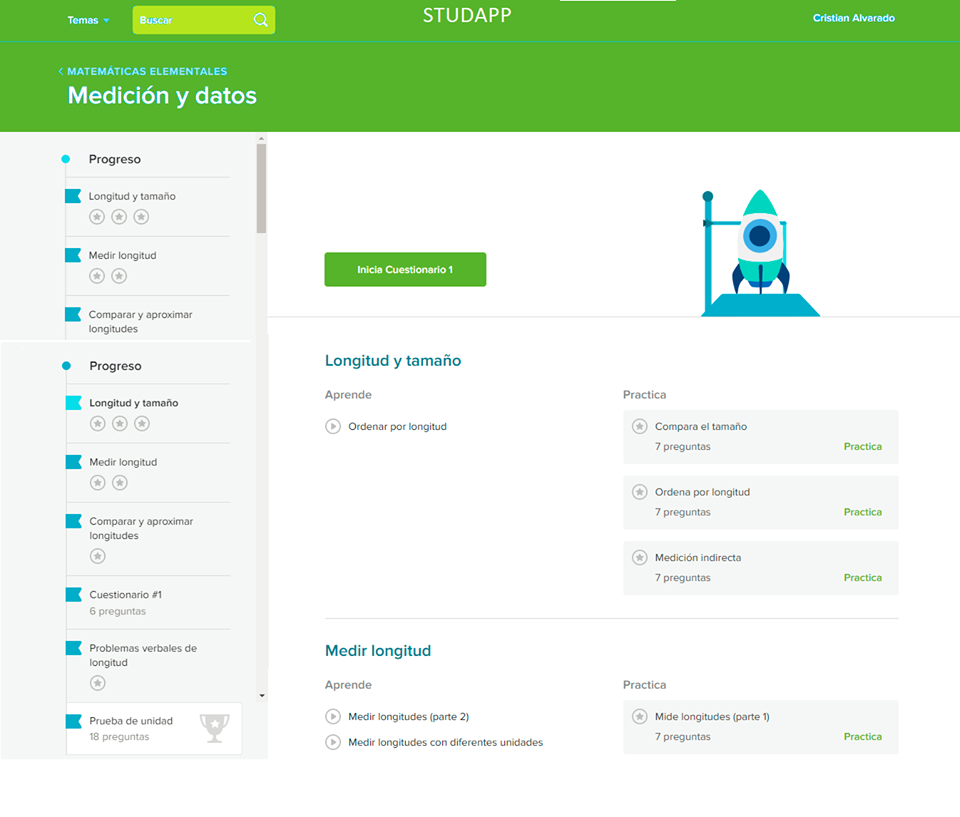 Temas
Buscar
STUDAPP
Cristian Alvarado
MATEMÁTICAS ELEMENTALES
Medición y datos
Progreso
Longitud y tamaño
Medir longitud
Comparar y aproximar
longitudes
Progreso
Longitud y tamaño
Medir longitud
Comparar y aproximar
longitudes
Cuestionario #1
6 preguntas
Problemas verbales de
longitud
Prueba de unidad
18 preguntas
Inicia Cuestionario 1
Longitud y tamaño
Aprende
Ordenar por longitud
Practica
Compara el tamaño
7 preguntas
Practica
Ordena por longitud
7 preguntas
Practica
Medición indirecta
7 preguntas
Practica
Medir longitud
Aprende
Medir longitudes (parte 2)
Medir longitudes con diferentes unidades
Practica
Mide longitudes (parte 1)
7 preguntas
Practica